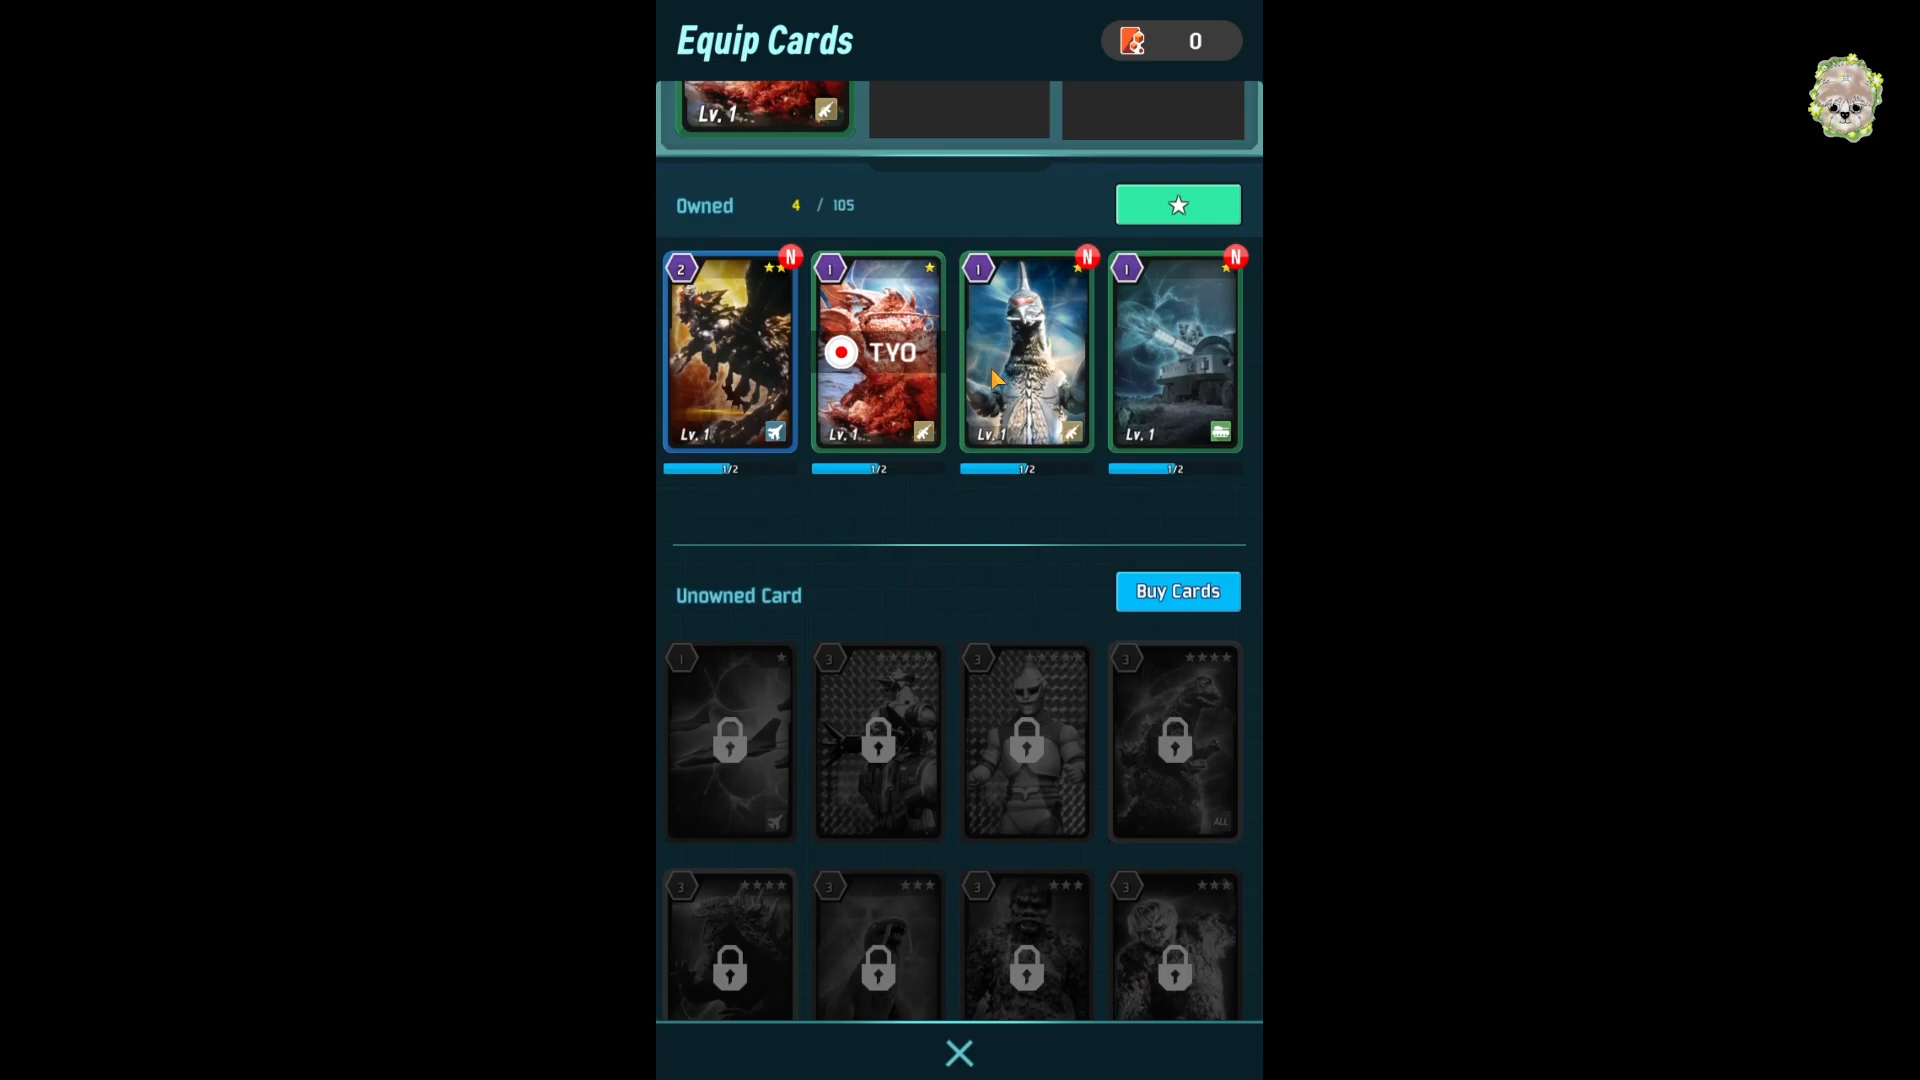 Equip Cards
0
Lv. 1
Owned 4 / 105
2 N 1 1 N 1 N
TYO
Lv. 1 Lv. 1 Lv. 1 Lv. 1
1/2 1/2 1/2 1/2
Unowned Card
Buy Cards
1 3 3 3
ALL
3 3 3 3